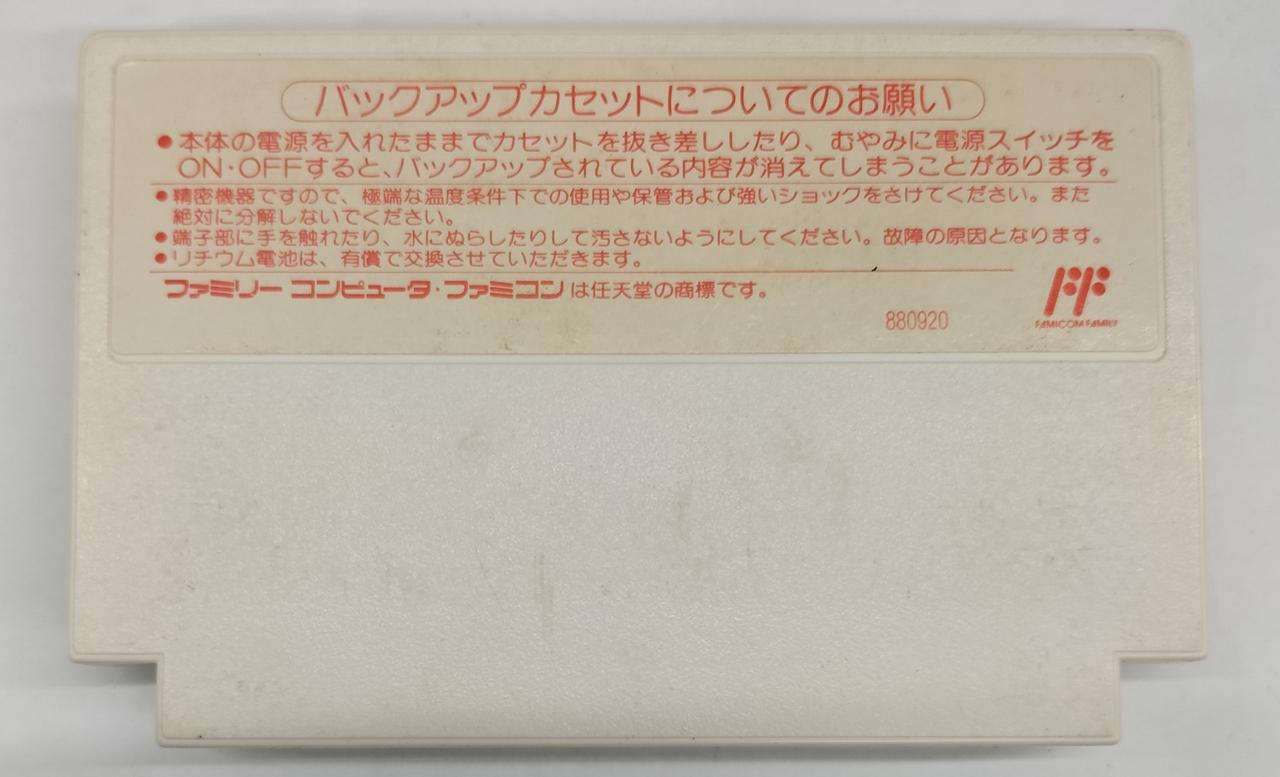 バックアップカセットについてのお願い
●本体の電源を入れたままでカセットを抜き差ししたり、むやみに電源スイッチを
ON・OFFすると、バックアップされている内容が消えてしまうことがあります。
●精密機器ですので、極端な温度条件下での使用や保管および強いショックをさけてください。また
絶対に分解しないでください。
●端子部に手を触れたり、水にぬらしたりして汚さないようにしてください。故障の原因となります。
●リチウム電池は、有償で交換させていただきます。
ファミリー コンピュータ・ファミコンは任天堂の商標です。
880920
FAMICOM FAMILY